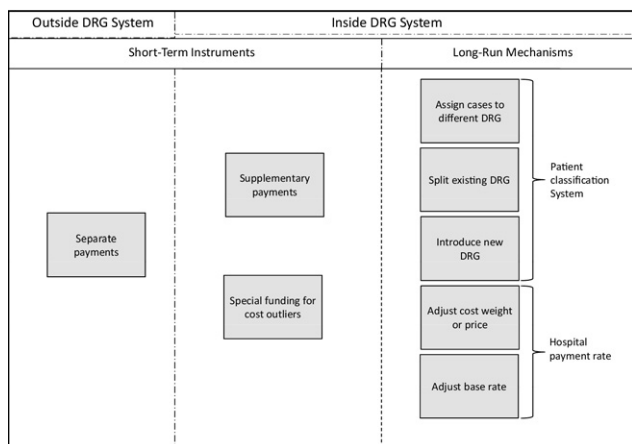 Outside DRG System
Inside DRG System
Short-Term Instruments
Long-Run Mechanisms
Separate
payments
Supplementary
payments
Special funding for
cost outliers
Assign cases to
different DRG
Split existing DRG
Introduce new
DRG
Patient
classification
System
Adjust cost weight
or price
Adjust base rate
Hospital
payment rate